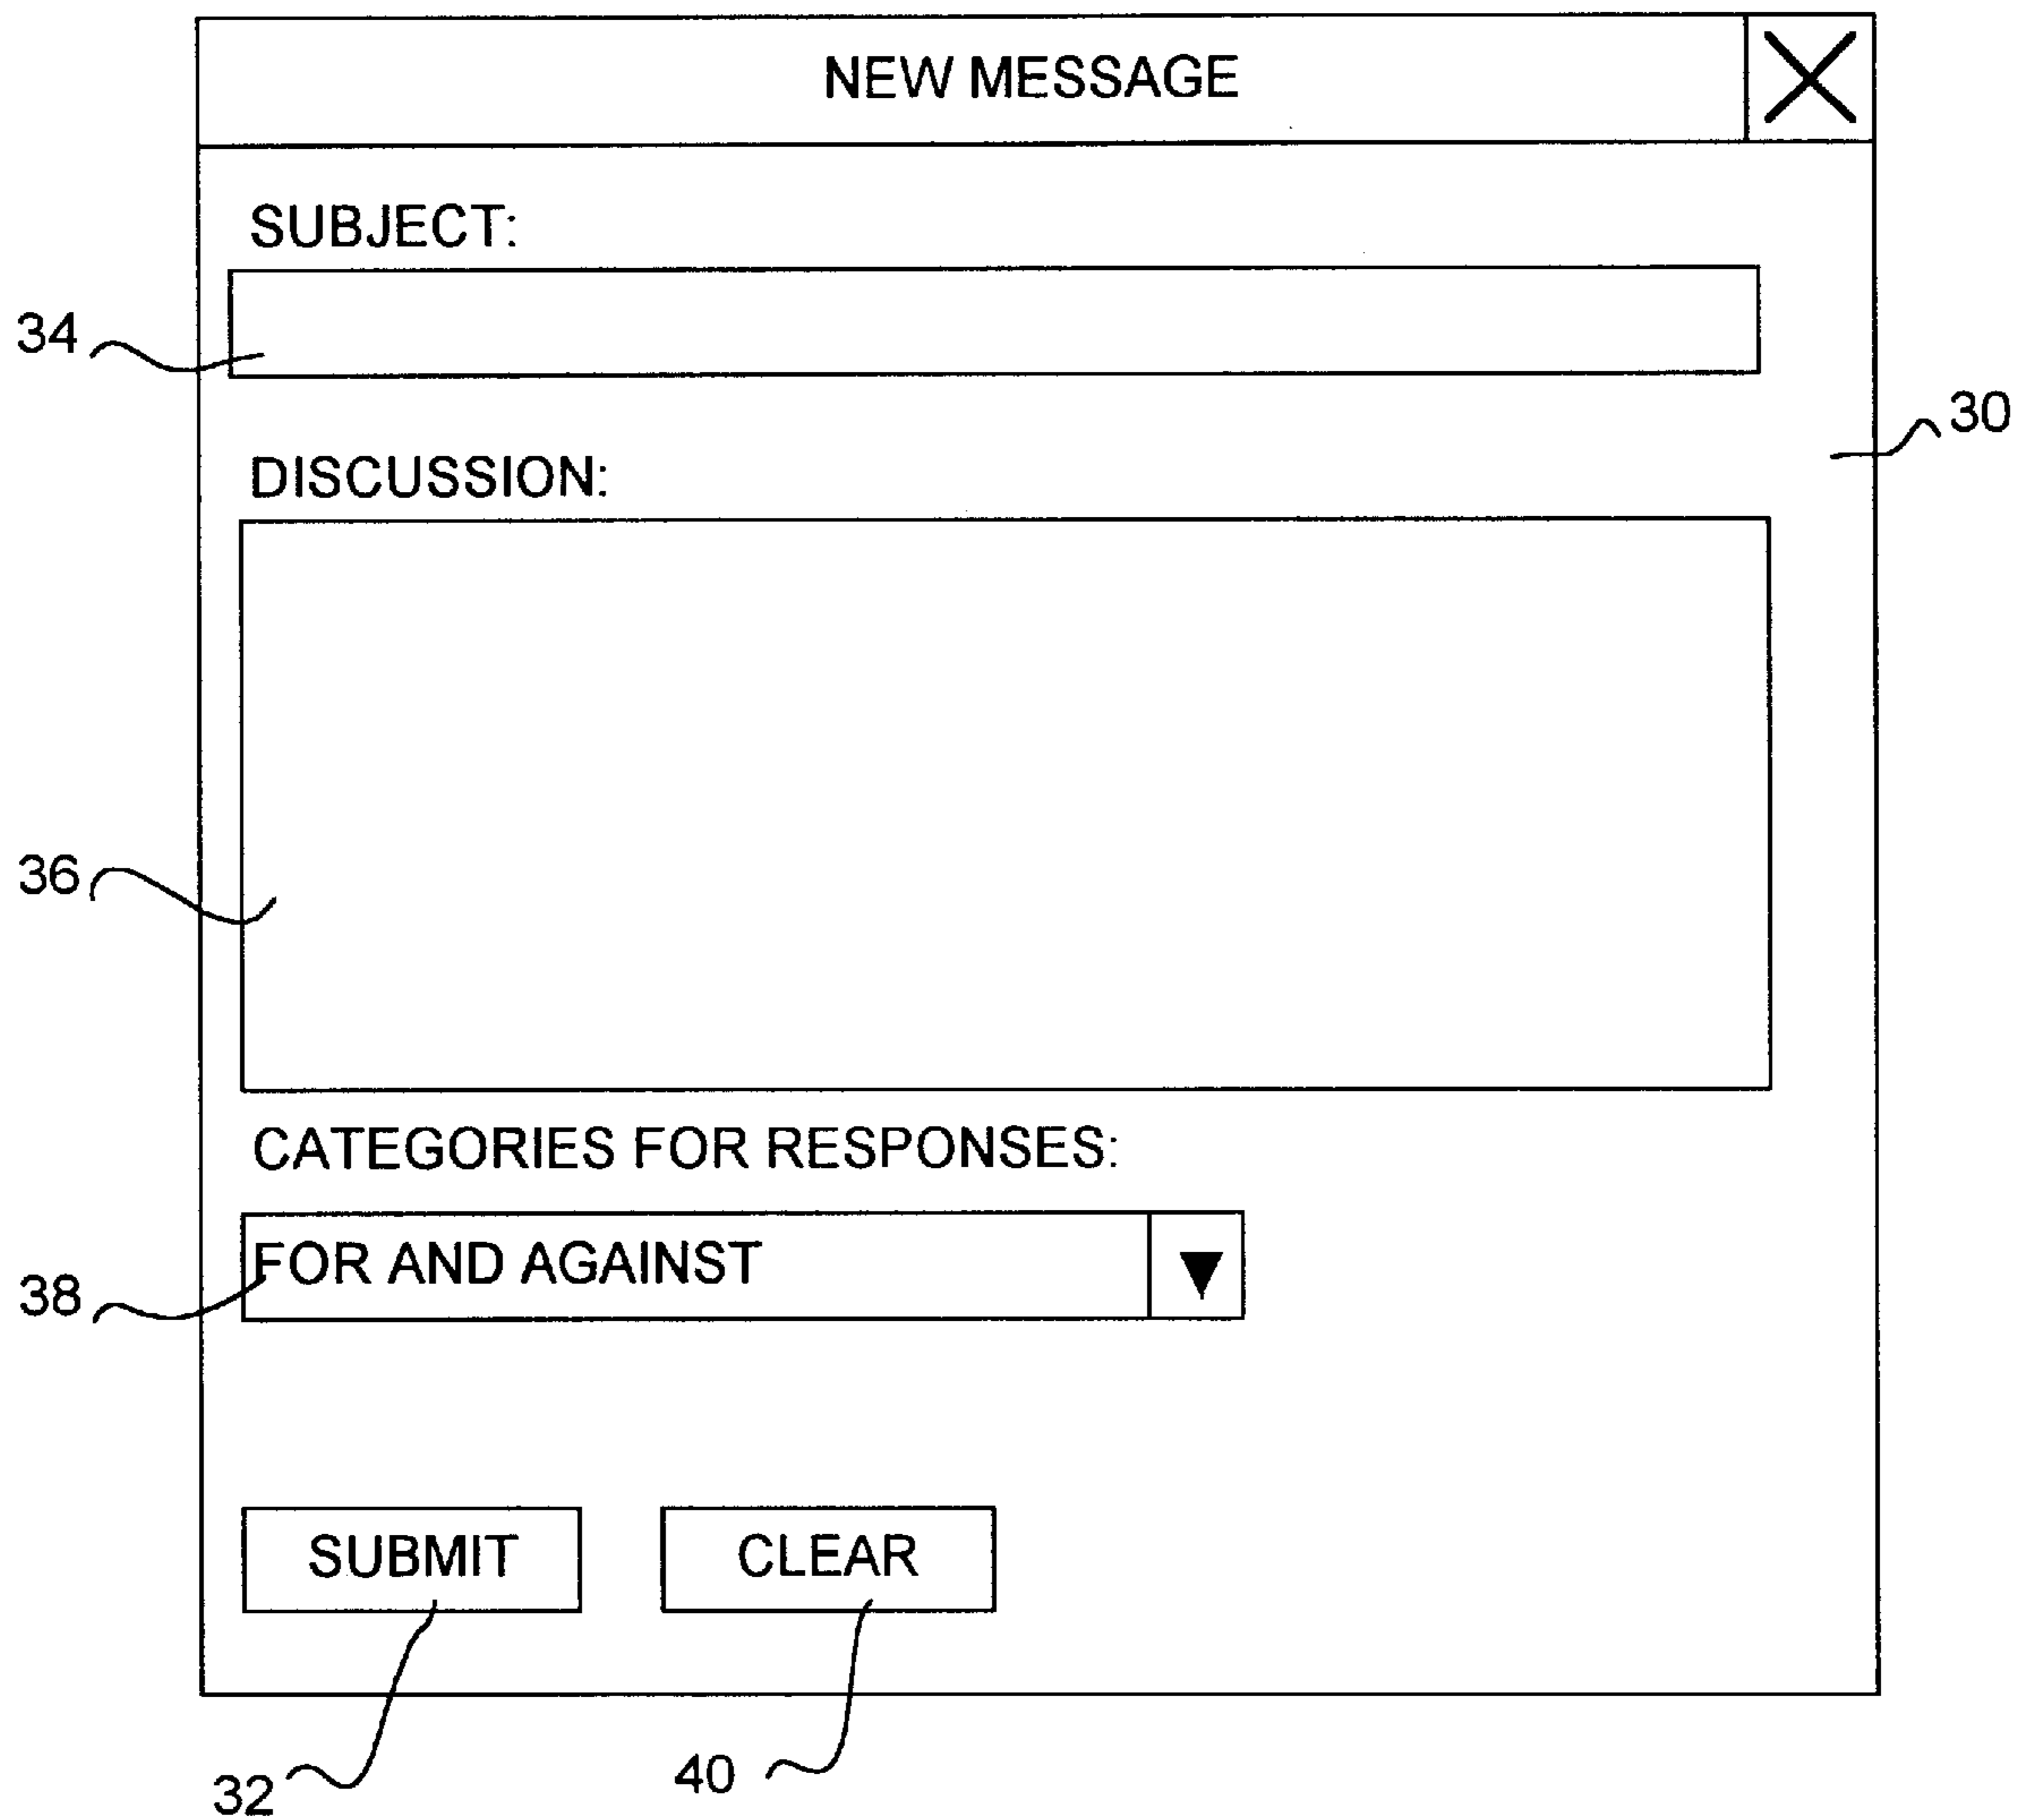 NEW MESSAGE
SUBJECT:
34
30
DISCUSSION:
36
CATEGORIES FOR RESPONSES:
FOR AND AGAINST
38
SUBMIT CLEAR
32 40